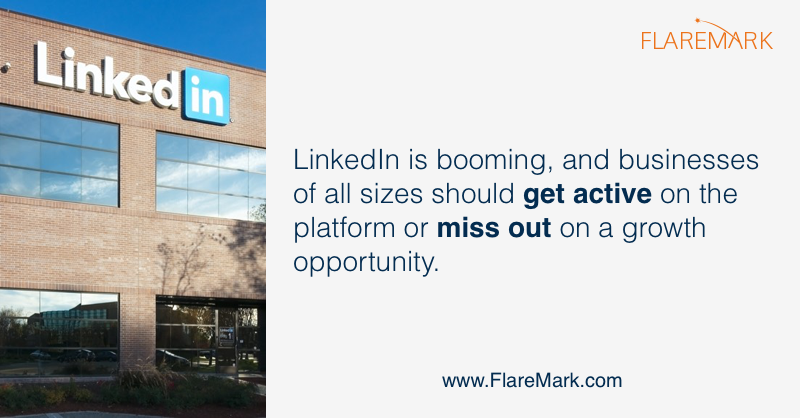 Linked in
FLAREMARK
LinkedIn is booming, and businesses
of all sizes should get active on the
platform or miss out on a growth
opportunity.
www.FlareMark.com